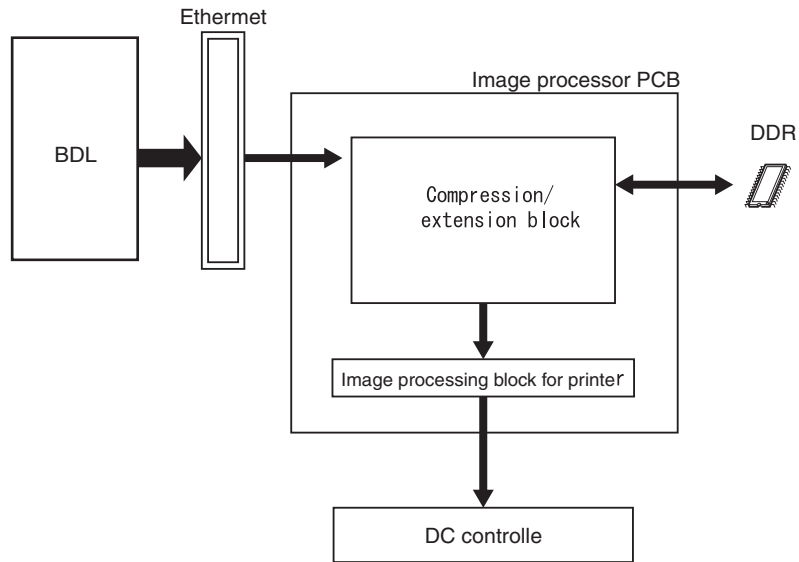 Ethermet
Image processor PCB
BDL
DDR
Compression/
extension block
Image processing block for printer
DC controlle